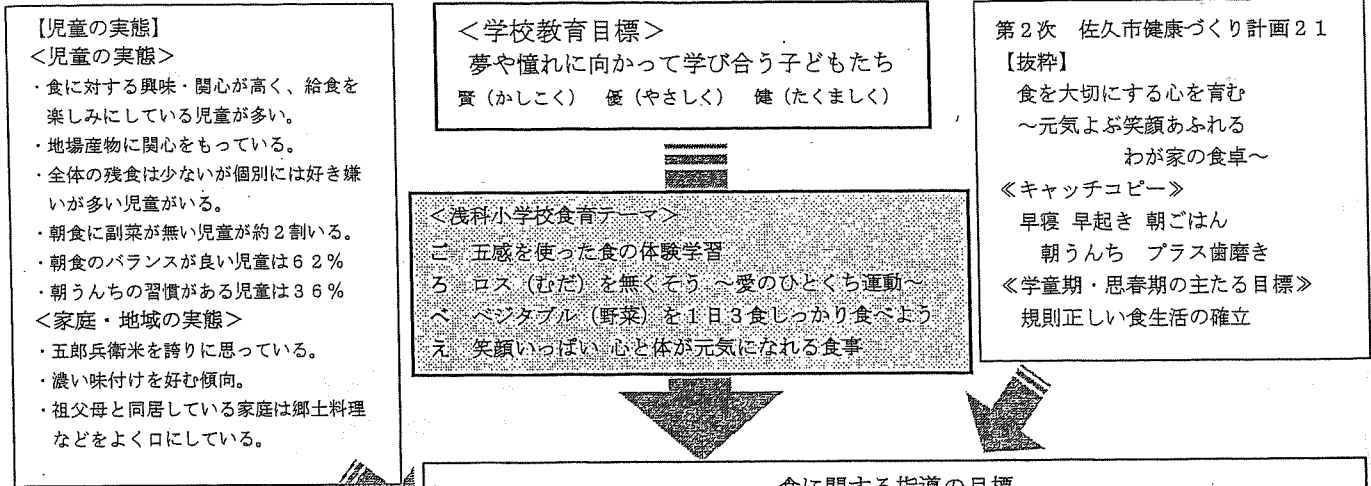 【児童の実態】
<児童の実態>
・食に対する興味・関心が高く、給食を
楽しみにしている児童が多い。
・地場産物に関心をもっている。
・全体の残食は少ないが個別には好き嫌
いが多い児童がいる。
・朝食に副菜が無い児童が約2割いる。
・朝食のバランスが良い児童は62%
・朝うんちの習慣がある児童は36%
<家庭・地域の実態>
・五郎兵衛米を誇りに思っている。
・濃い味付けを好む傾向。
・祖父母と同居している家庭は郷土料理
などをよく口にしている。
<学校教育目標>
夢や憧れに向かって学び合う子どもたち
賢(かしこく) 優(やさしく) 健(たくましく)
<浅科小学校食育テーマ>
ご 五感を使った食の体験学習
ろ ロス(むだ)を無くそう ~愛のひとくち運動~
べ ベジタブル(野菜)を1日3食しっかり食べよう
え 笑顔いっぱい 心と体が元気になれる食事
第2次 佐久市健康づくり計画21
【抜粋】
食を大切にする心を育む
~元気よぶ笑顔あふれる
わが家の食卓~
≪キャッチコピー≫
早寝 早起き 朝ごはん
朝うんち プラス歯磨き
≪学童期・思春期の主たる目標≫
規則正しい食生活の確立
食に関する指導の目標